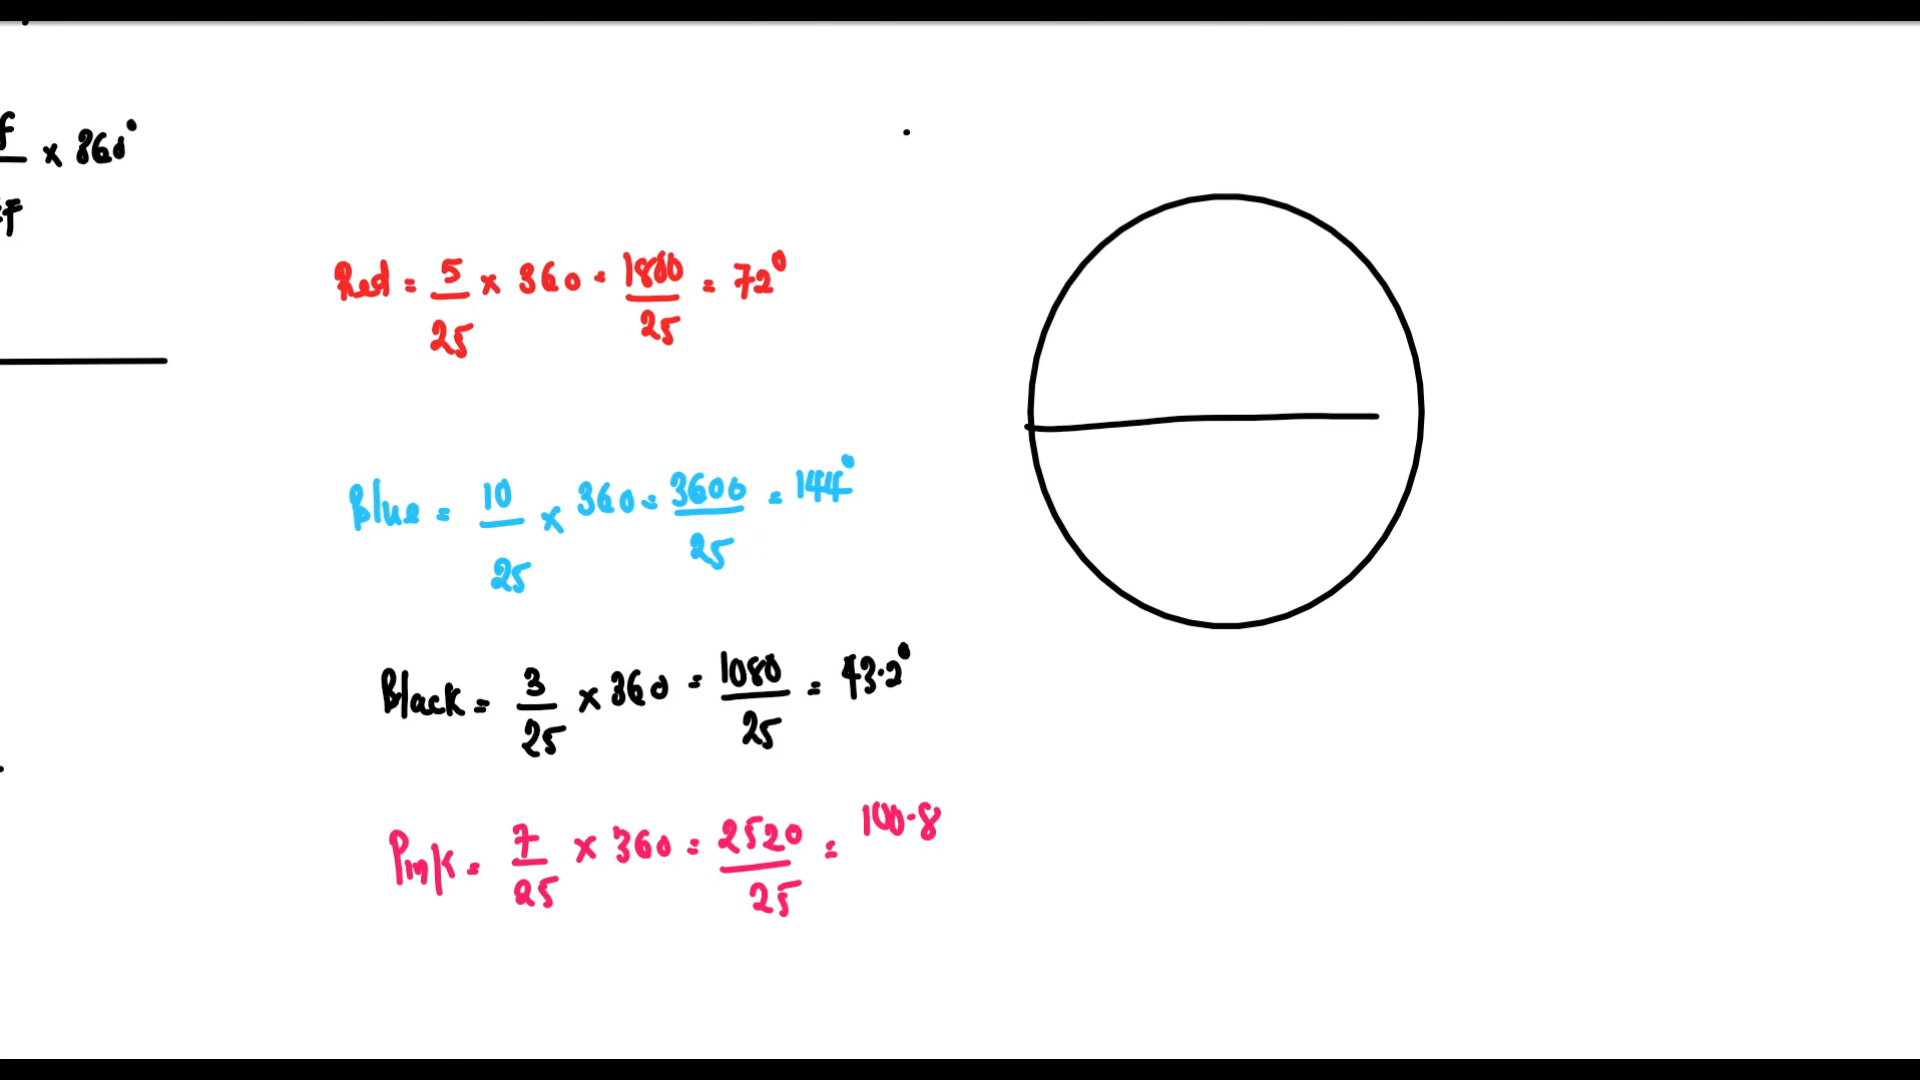 f
× 360°
Red = 5/25 × 360 = 1800/25 = 72°
Blue = 10/25 × 360 = 3600/25 = 144°
Black = 3/25 × 360 = 1080/25 = 43.2°
Pink = 7/25 × 360 = 2520/25 = 100.8